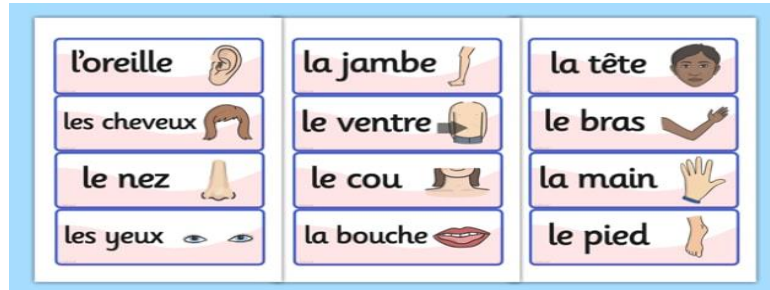 l'oreille
les cheveux
le nez
les yeux
la jambe
le ventre
le cou
la bouche
la tête
le bras
la main
le pied